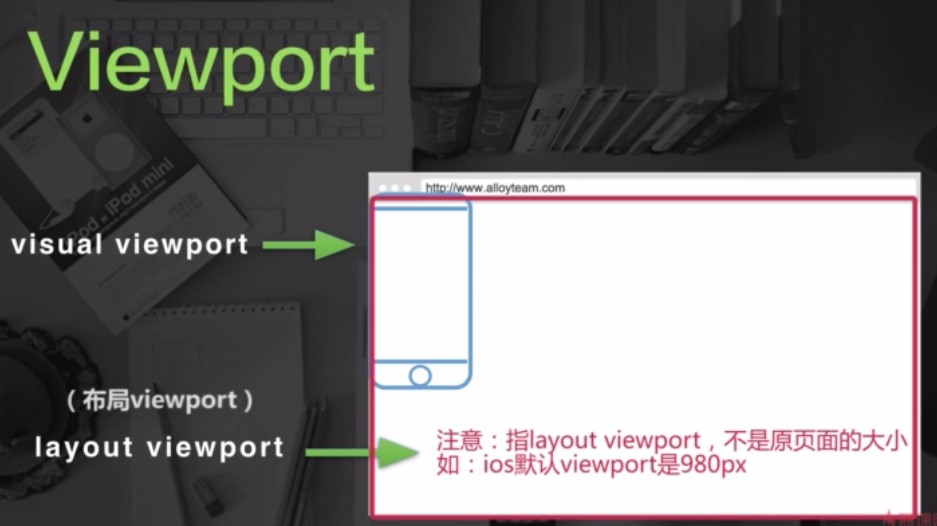 Viewport
iPod mini
http://www.alloyteam.com
visual viewport
（布局viewport）
layout viewport
注意：指layout viewport，不是原页面的大小
如：ios默认viewport是980px